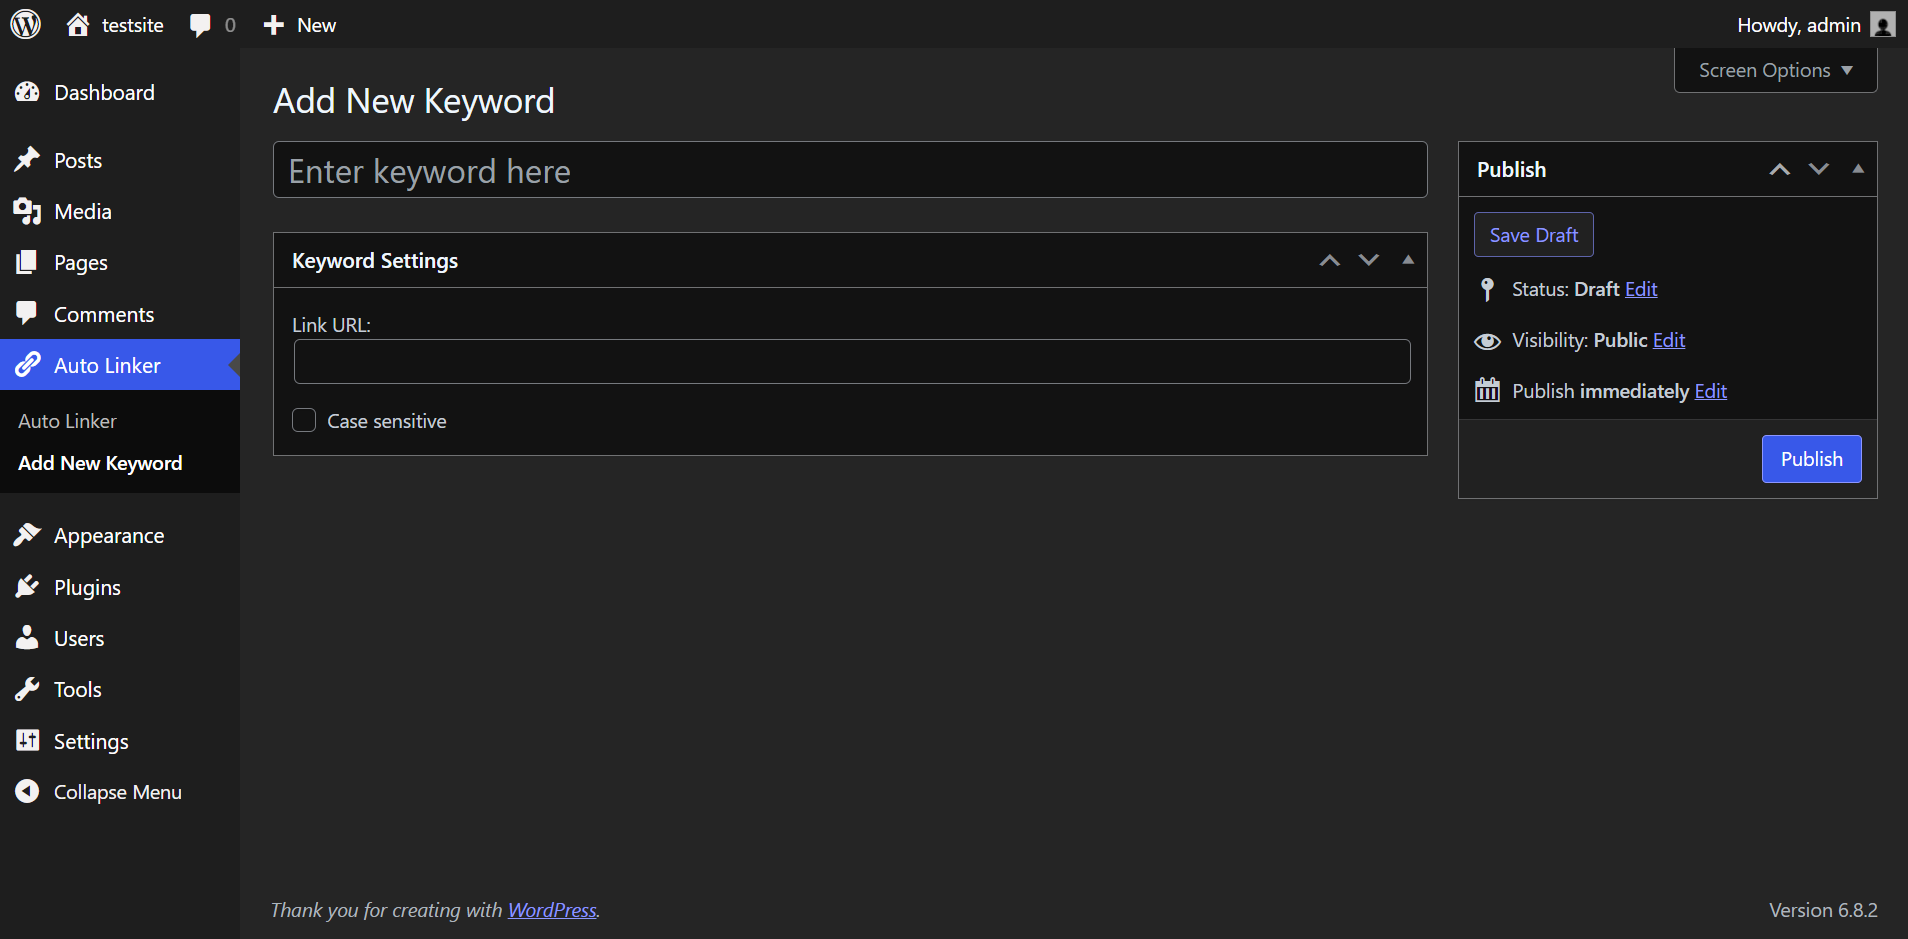 testsite
0
New
Howdy, admin
Screen Options
Dashboard
Posts
Media
Pages
Comments
Auto Linker
Auto Linker
Add New Keyword
Appearance
Plugins
Users
Tools
Settings
Collapse Menu
Add New Keyword
Enter keyword here
Keyword Settings
Link URL:
Case sensitive
Publish
Save Draft
Status: Draft Edit
Visibility: Public Edit
Publish immediately Edit
Publish
Thank you for creating with WordPress.
Version 6.8.2